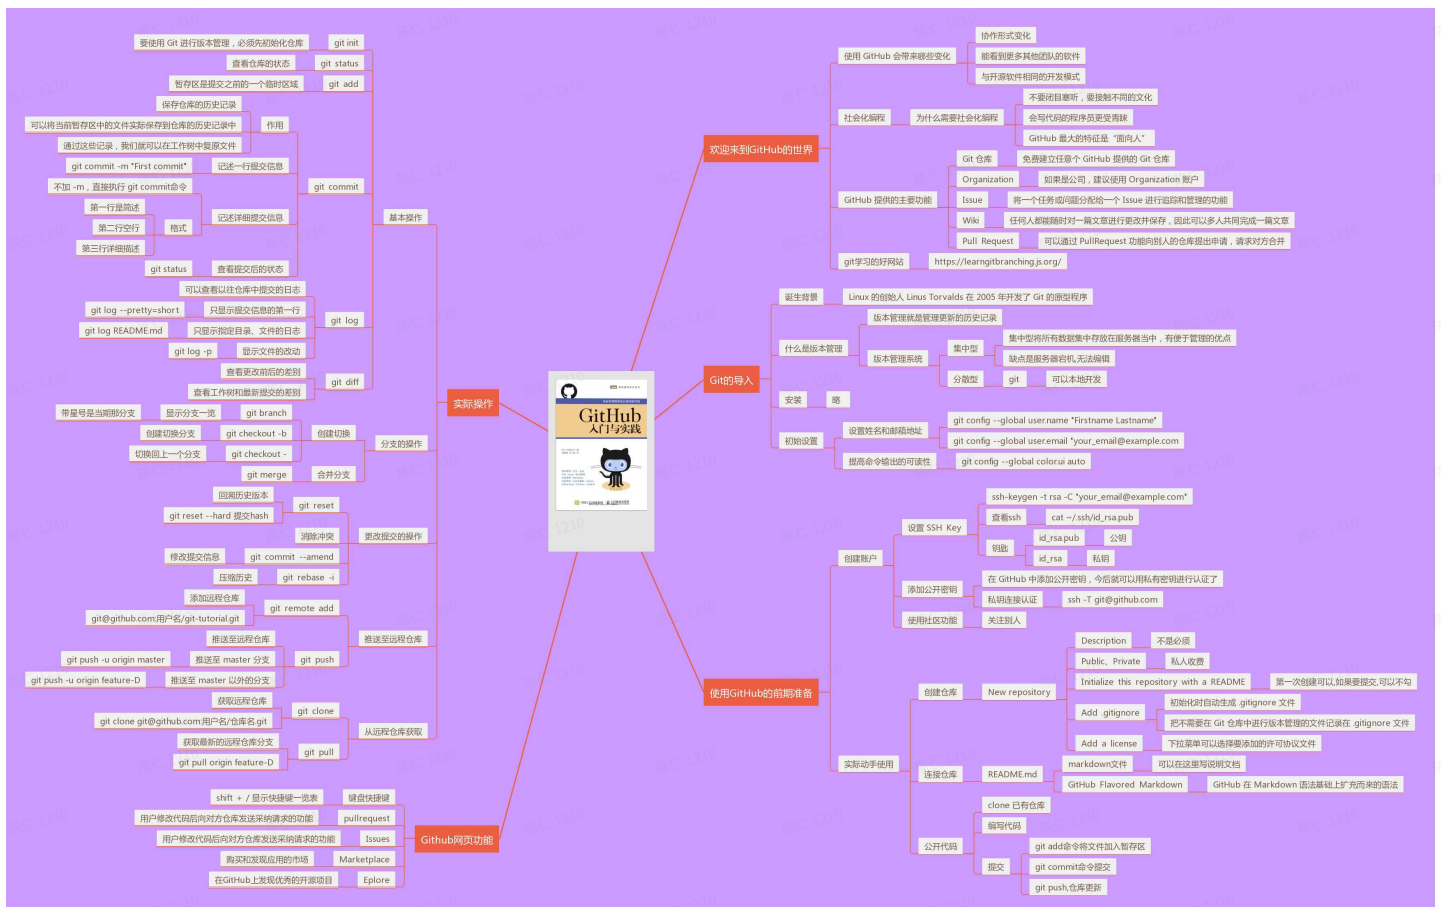 GitHub
入门与实践
欢迎来到GitHub的世界
使用 GitHub 会带来哪些变化
协作形式变化
能看到更多其他团队的软件
与开源软件相同的开发模式
社会化编程
为什么需要社会化编程
不要闭目塞听，要接触不同的文化
会写代码的程序员更受青睐
GitHub 最大的特征是 “面向人”
GitHub 提供的主要功能
Git 仓库
免费建立任意个 GitHub 提供的 Git 仓库
Organization
如果是公司，建议使用 Organization 账户
Issue
将一个任务或问题分配给一个 Issue 进行追踪和管理的功能
Wiki
任何人都能随时对一篇文章进行更改并保存，因此可以多人共同完成一篇文章
Pull Request
可以通过 PullRequest 功能向别人的仓库提出申请，请求对方合并
git学习的好网站
https://learngitbranching.js.org/
Git的导入
诞生背景
Linux 的创始人 Linus Torvalds 在 2005 年开发了 Git 的原型程序
什么是版本管理
版本管理就是管理更新的历史记录
版本管理系统
集中型
集中型将所有数据集中存放在服务器当中，有便于管理的优点
缺点是服务器宕机,无法编辑
分散型
git
可以本地开发
安装
略
初始设置
设置姓名和邮箱地址
git config --global user.name "Firstname Lastname"
git config --global user.email "your_email@example.com
提高命令输出的可读性
git config --global color.ui auto
使用GitHub的前期准备
创建账户
设置 SSH Key
ssh-keygen -t rsa -C "your_email@example.com"
查看ssh
cat ~/.ssh/id_rsa.pub
钥匙
id_rsa.pub
公钥
id_rsa
私钥
添加公开密钥
在 GitHub 中添加公开密钥，今后就可以用私有密钥进行认证了
私钥连接认证
ssh -T git@github.com
使用社区功能
关注别人
实际动手使用
创建仓库
New repository
Description
不是必须
Public、Private
私人收费
Initialize this repository with a README
第一次创建可以,如果要提交,可以不勾
Add .gitignore
初始化时自动生成 .gitignore 文件
把不需要在 Git 仓库中进行版本管理的文件记录在 .gitignore 文件
Add a license
下拉菜单可以选择要添加的许可协议文件
连接仓库
README.md
markdown文件
可以在这里写说明文档
GitHub Flavored Markdown
GitHub 在 Markdown 语法基础上扩充而来的语法
公开代码
clone 已有仓库
编写代码
提交
git add命令将文件加入暂存区
git commit命令提交
git push,仓库更新
实际操作
基本操作
git init
要使用 Git 进行版本管理，必须先初始化仓库
git status
查看仓库的状态
git add
暂存区是提交之前的一个临时区域
git commit
作用
保存仓库的历史记录
可以将当前暂存区中的文件实际保存到仓库的历史记录中
通过这些记录，我们就可以在工作树中复原文件
记述一行提交信息
git commit -m "First commit"
记述详细提交信息
不加 -m，直接执行 git commit命令
格式
第一行是简述
第二行空行
第三行详细描述
查看提交后的状态
git status
git log
可以查看以往仓库中提交的日志
只显示提交信息的第一行
git log --pretty=short
只显示指定目录、文件的日志
git log README.md
显示文件的改动
git log -p
git diff
查看更改前后的差别
查看工作树和最新提交的差别
分支的操作
创建切换
git branch
显示分支一览
带星号是当期那分支
git checkout -b
创建切换分支
git checkout -
切换回上一个分支
合并分支
git merge
更改提交的操作
git reset
回溯历史版本
git reset --hard 提交hash
消除冲突
git commit --amend
修改提交信息
git rebase -i
压缩历史
推送至远程仓库
git remote add
添加远程仓库
git@github.com:用户名/git-tutorial.git
git push
推送至远程仓库
推送至 master 分支
git push -u origin master
推送至 master 以外的分支
git push -u origin feature-D
从远程仓库获取
git clone
获取远程仓库
git clone git@github.com:用户名/仓库名.git
git pull
获取最新的远程仓库分支
git pull origin feature-D
Github网页功能
键盘快捷键
shift + / 显示快捷键一览表
pullrequest
用户修改代码后向对方仓库发送采纳请求的功能
Issues
用户修改代码后向对方仓库发送采纳请求的功能
Marketplace
购买和发现应用的市场
Eplore
在GitHub上发现优秀的开源项目